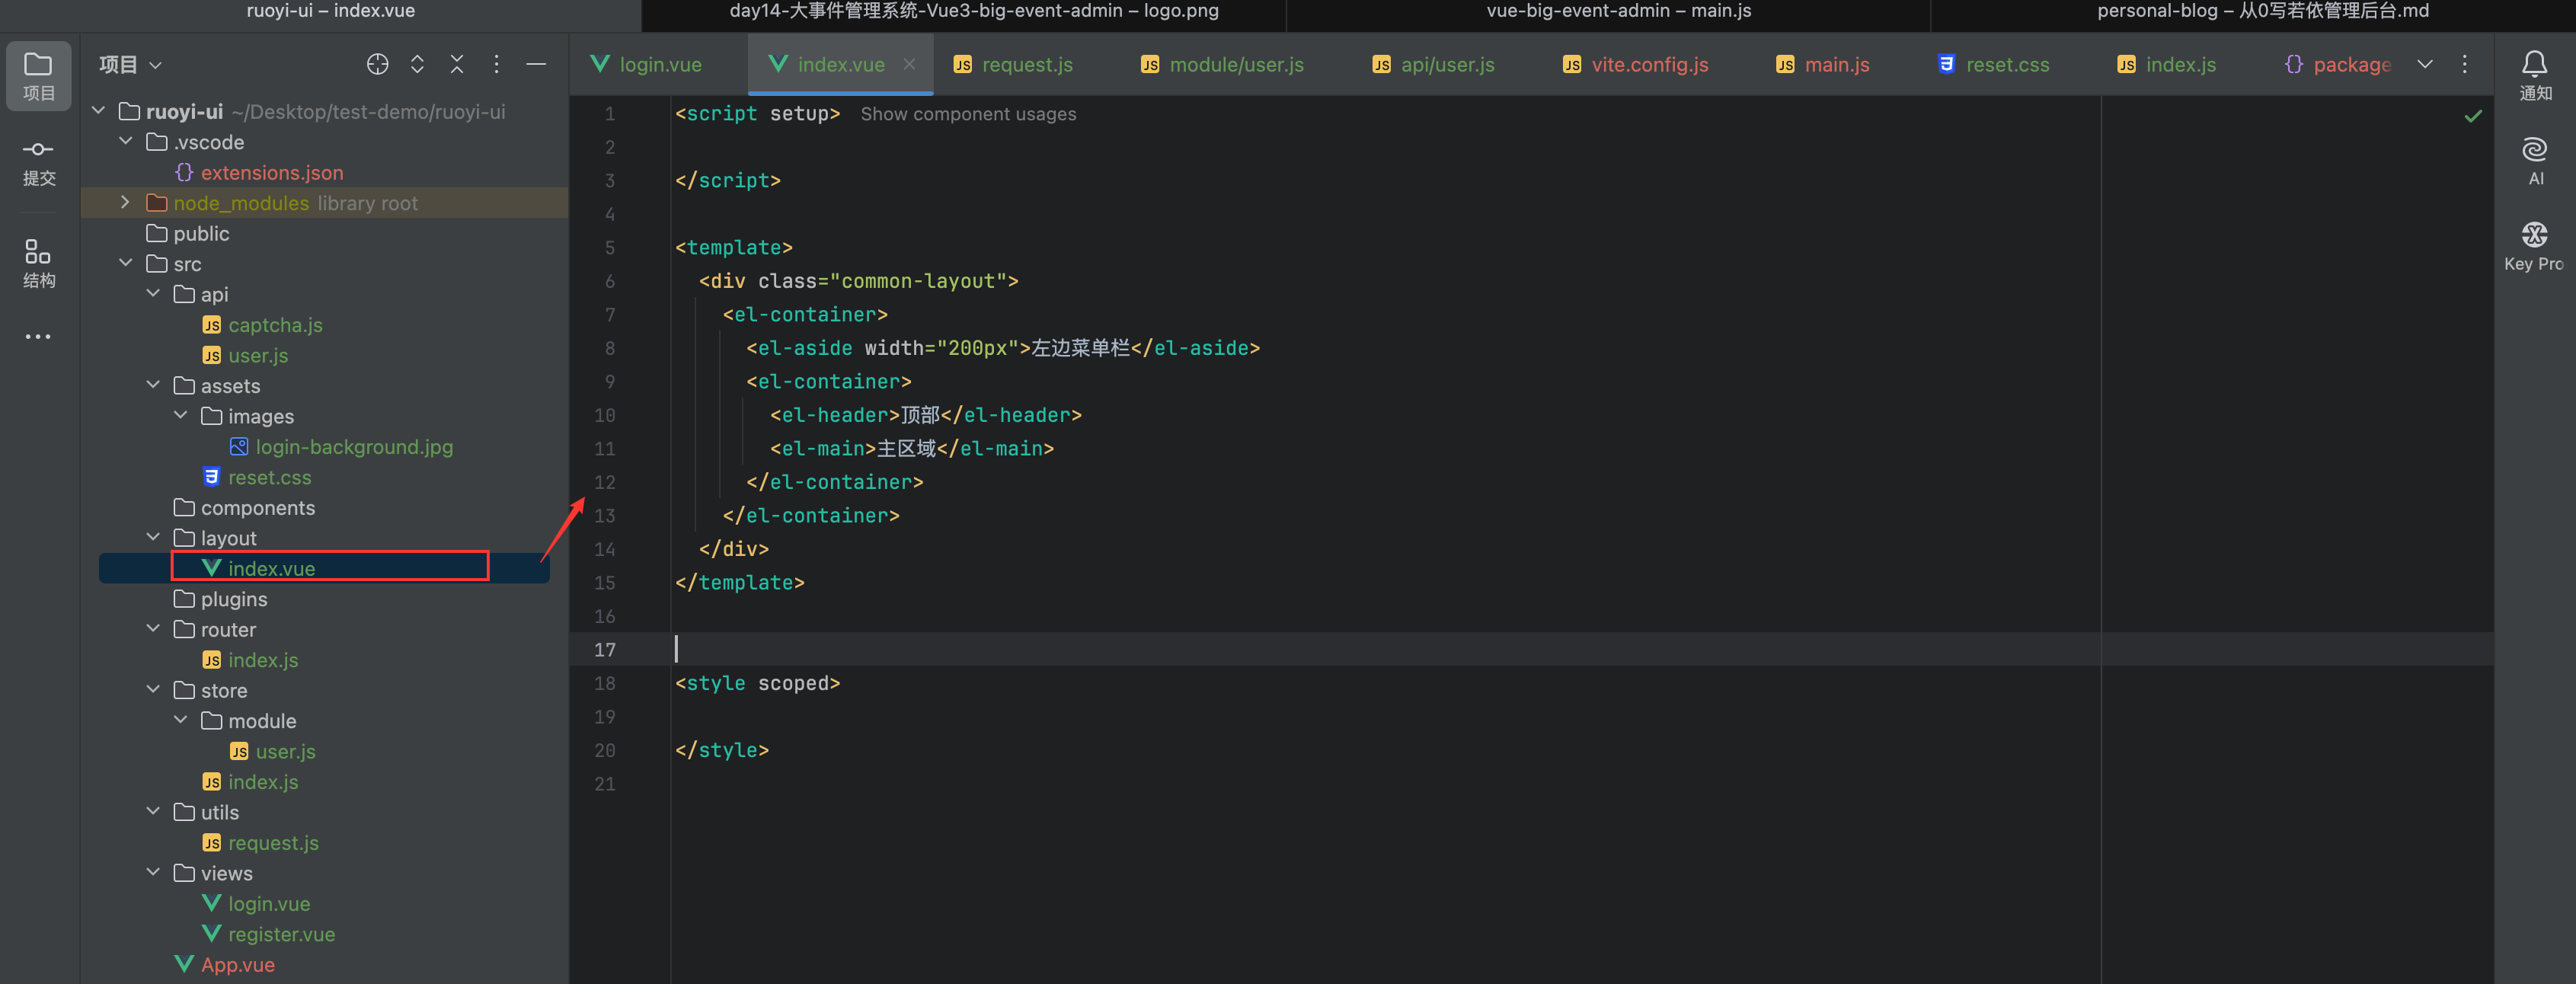 ruoyi-ui – index.vue
day14-大事件管理系统-Vue3-big-event-admin – logo.png
vue-big-event-admin – main.js
personal-blog – 从0写若依管理后台.md
项目
提交
结构
项目
ruoyi-ui ~/Desktop/test-demo/ruoyi-ui
.vscode
extensions.json
node_modules library root
public
src
api
captcha.js
user.js
assets
images
login-background.jpg
reset.css
components
layout
index.vue
plugins
router
index.js
store
module
user.js
index.js
utils
request.js
views
login.vue
register.vue
App.vue
login.vue
index.vue
request.js
module/user.js
api/user.js
vite.config.js
main.js
reset.css
index.js
package
1 <script setup> Show component usages
2
3 </script>
4
5 <template>
6 <div class="common-layout">
7 <el-container>
8 <el-aside width="200px">左边菜单栏</el-aside>
9 <el-container>
10 <el-header>顶部</el-header>
11 <el-main>主区域</el-main>
12 </el-container>
13 </el-container>
14 </div>
15 </template>
16
17
18 <style scoped>
19
20 </style>
21
通知
AI
Key Pro